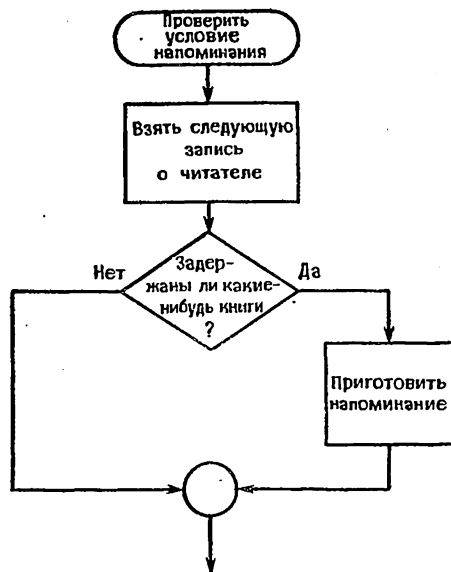 Проверить
условие
напоминания
Взять следующую
запись
о читателе
Нет
Задер-
жаны ли какие-
нибудь книги
?
Да
Приготовить
напоминание